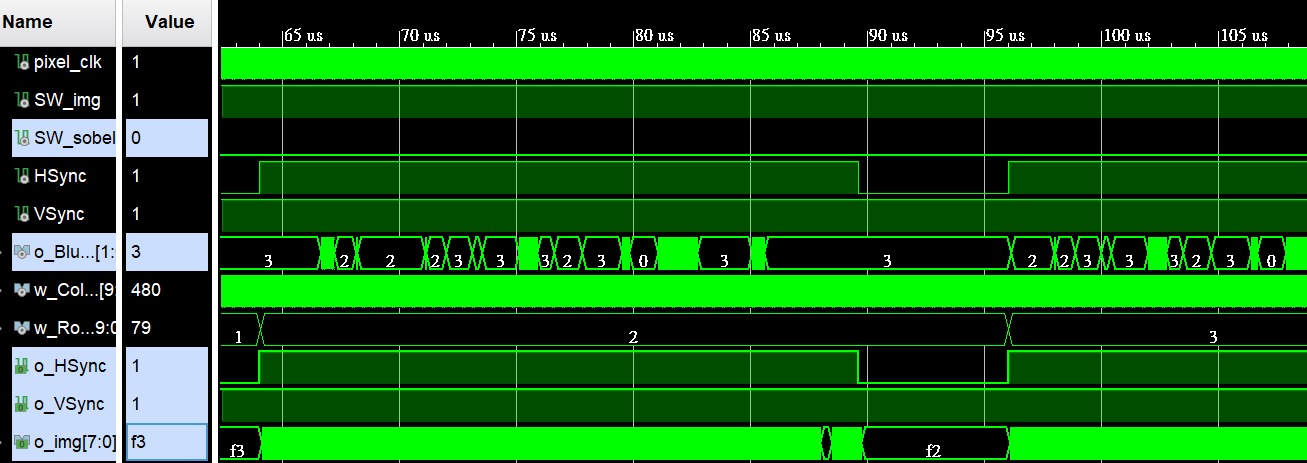 Name Value
65 us 70 us 75 us 80 us 85 us 90 us 95 us 100 us 105 us
pixel_clk 1
SW_img 1
SW_sobel 0
HSync 1
VSync 1
o_Blu...[1: 3 3 2 2 2 3 3 3 2 3 0 3 3 2 2 3 3 3 2 3 0
w_Col...[9: 480
w_Ro...9:0 79 1 2 3
o_HSync 1
o_VSync 1
o_img[7:0] f3 f3 f2